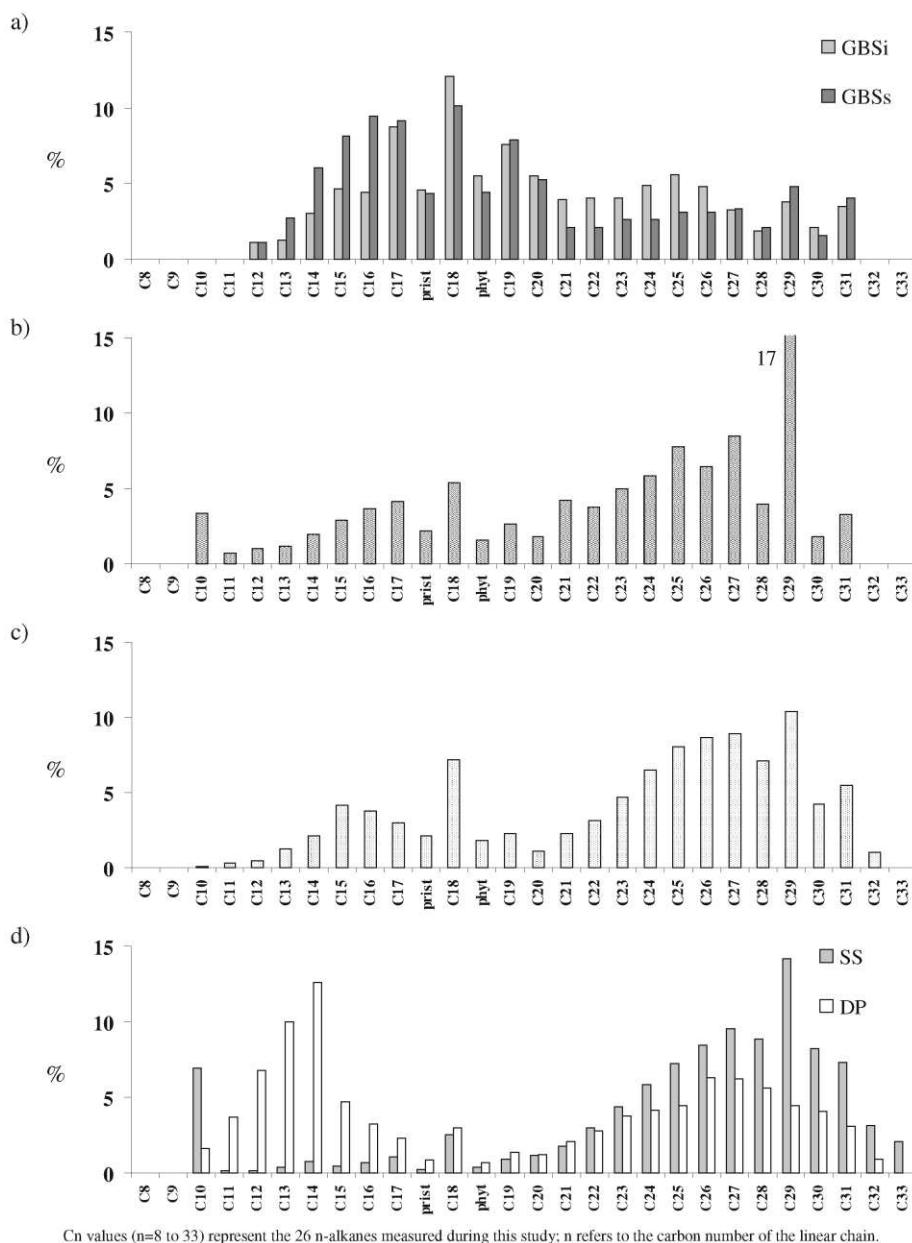 a)
15
10
%
5
0
GBSi
GBSs
C8 C9 C10 C11 C12 C13 C14 C15 C16 C17 prist C18 phyt C19 C20 C21 C22 C23 C24 C25 C26 C27 C28 C29 C30 C31 C32 C33
b)
15
17
10
%
5
0
C8 C9 C10 C11 C12 C13 C14 C15 C16 C17 prist C18 phyt C19 C20 C21 C22 C23 C24 C25 C26 C27 C28 C29 C30 C31 C32 C33
c)
15
10
%
5
0
C8 C9 C10 C11 C12 C13 C14 C15 C16 C17 prist C18 phyt C19 C20 C21 C22 C23 C24 C25 C26 C27 C28 C29 C30 C31 C32 C33
d)
15
10
%
5
0
SS
DP
C8 C9 C10 C11 C12 C13 C14 C15 C16 C17 prist C18 phyt C19 C20 C21 C22 C23 C24 C25 C26 C27 C28 C29 C30 C31 C32 C33
Cn values (n=8 to 33) represent the 26 n-alkanes measured during this study; n refers to the carbon number of the linear chain.